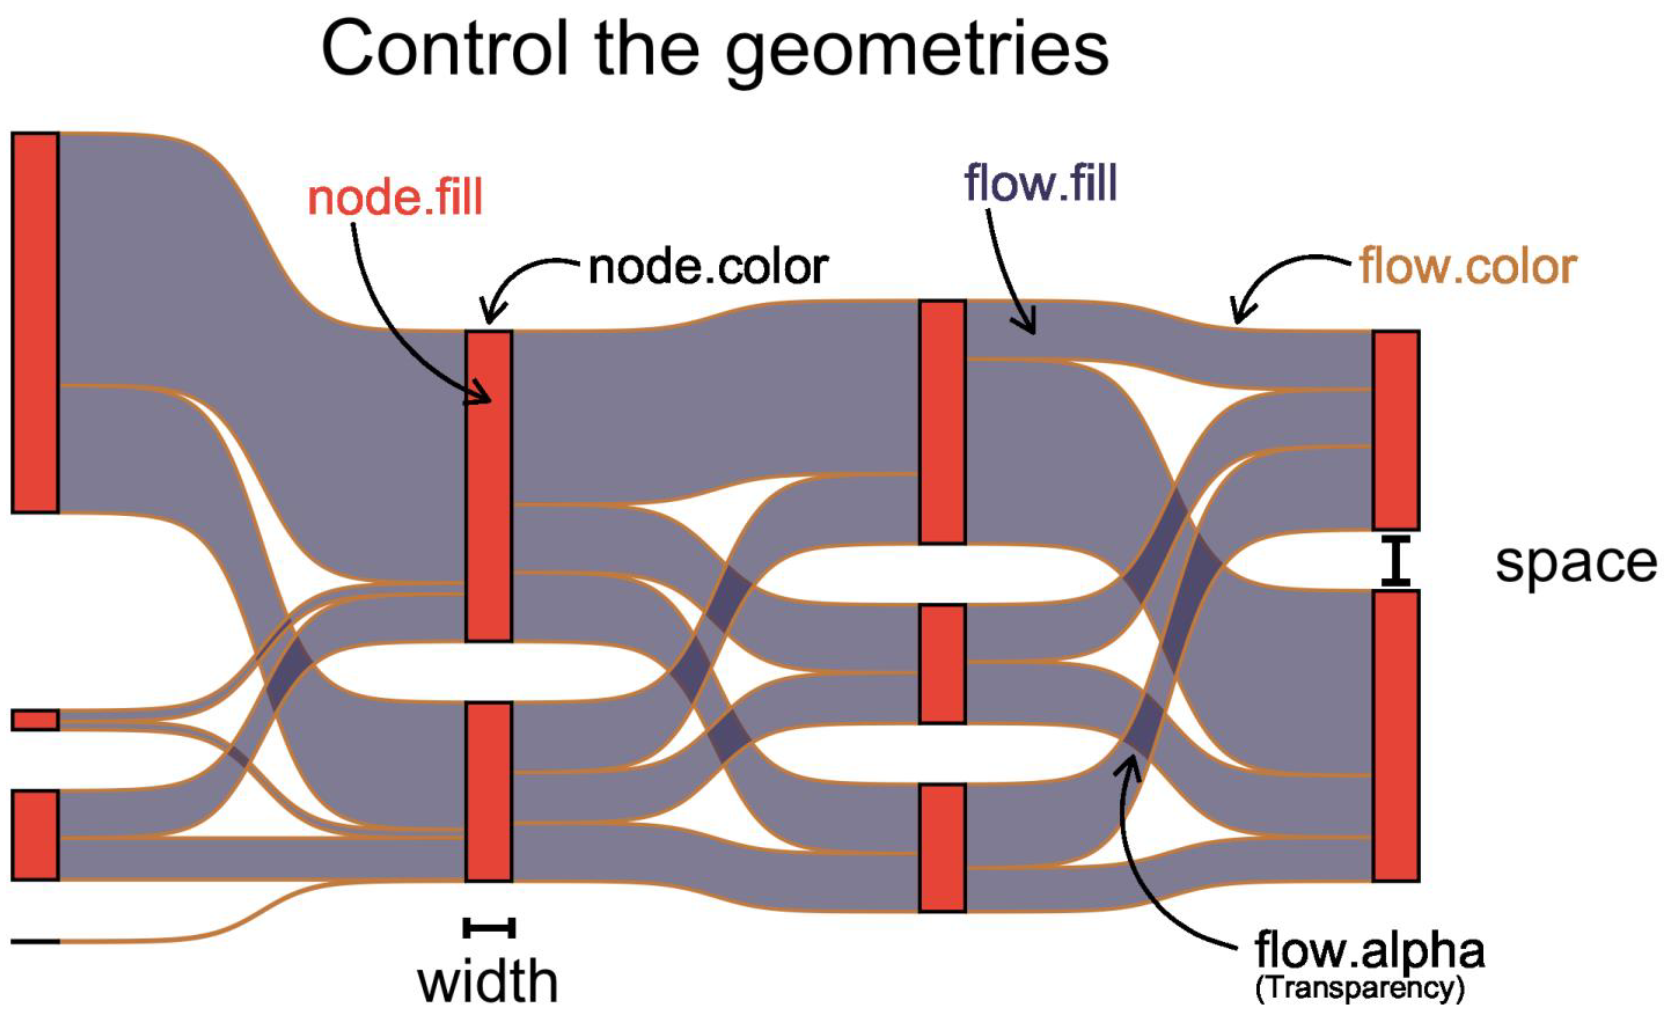 Control the geometries
flow.fill
node.fill
node.color
flow.color
space
flow.alpha
(Transparency)
width